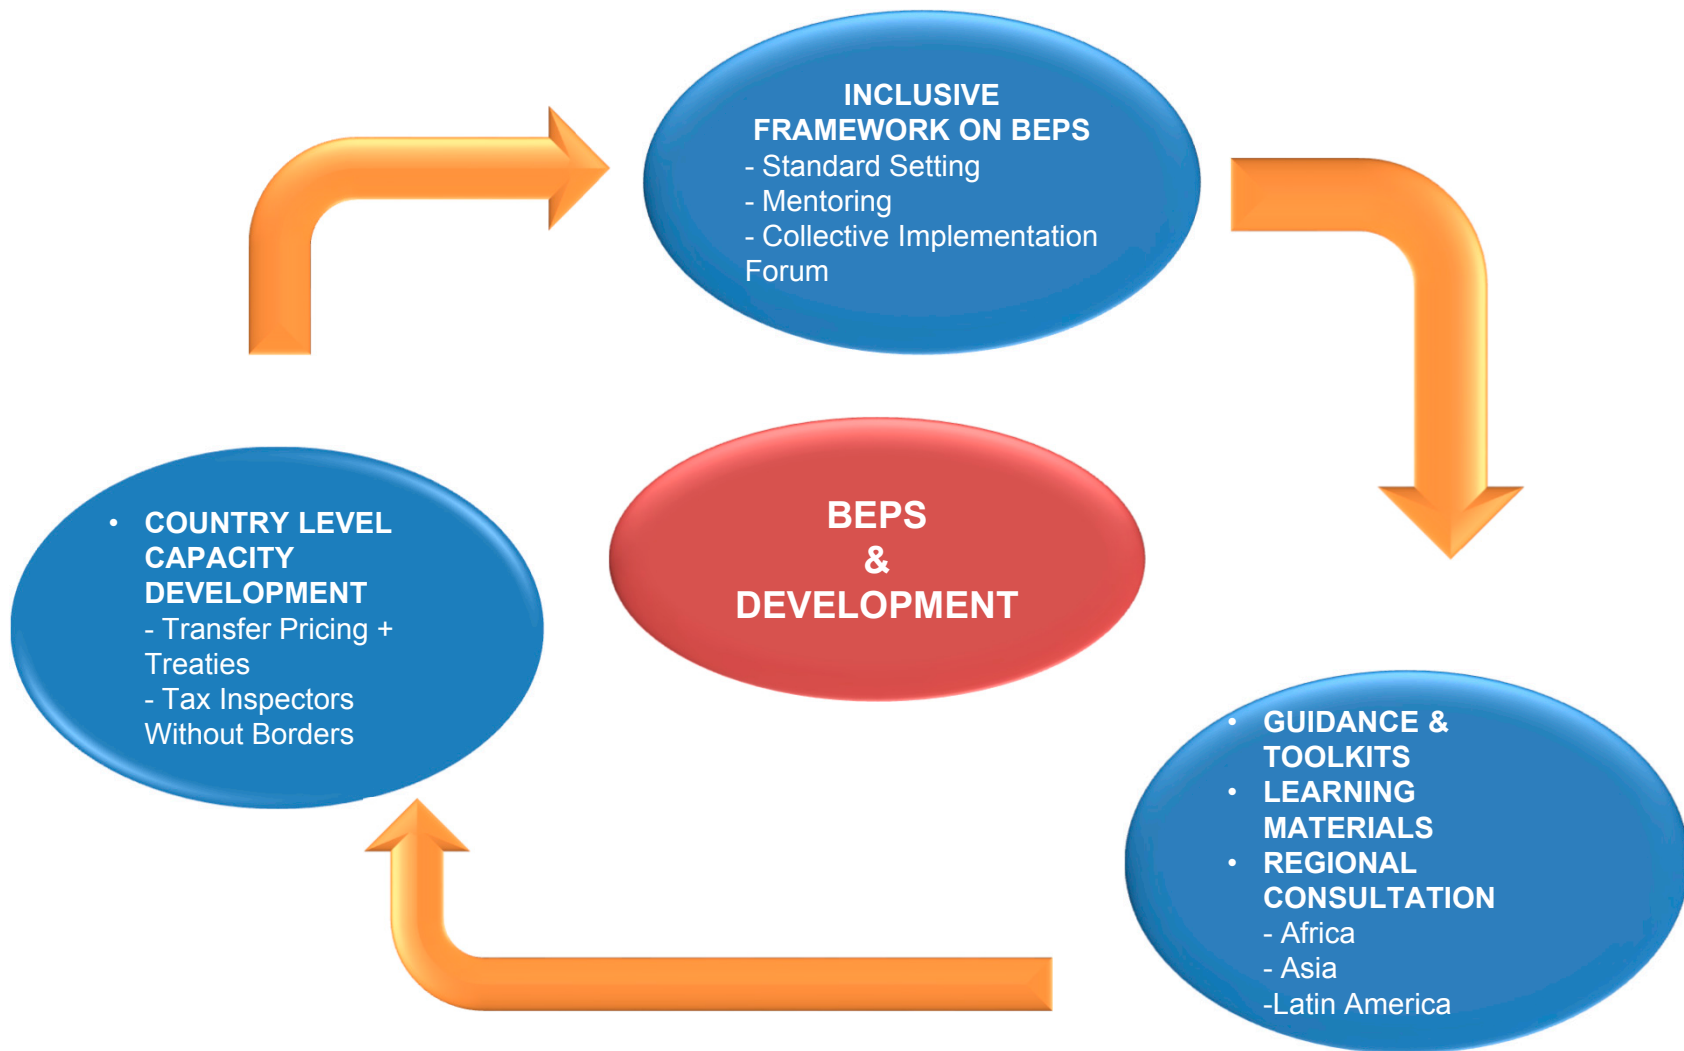 INCLUSIVE
FRAMEWORK ON BEPS
- Standard Setting
- Mentoring
- Collective Implementation
Forum
BEPS
&
DEVELOPMENT
• COUNTRY LEVEL
CAPACITY
DEVELOPMENT
- Transfer Pricing +
Treaties
- Tax Inspectors
Without Borders
• GUIDANCE &
TOOLKITS
• LEARNING
MATERIALS
• REGIONAL
CONSULTATION
- Africa
- Asia
-Latin America